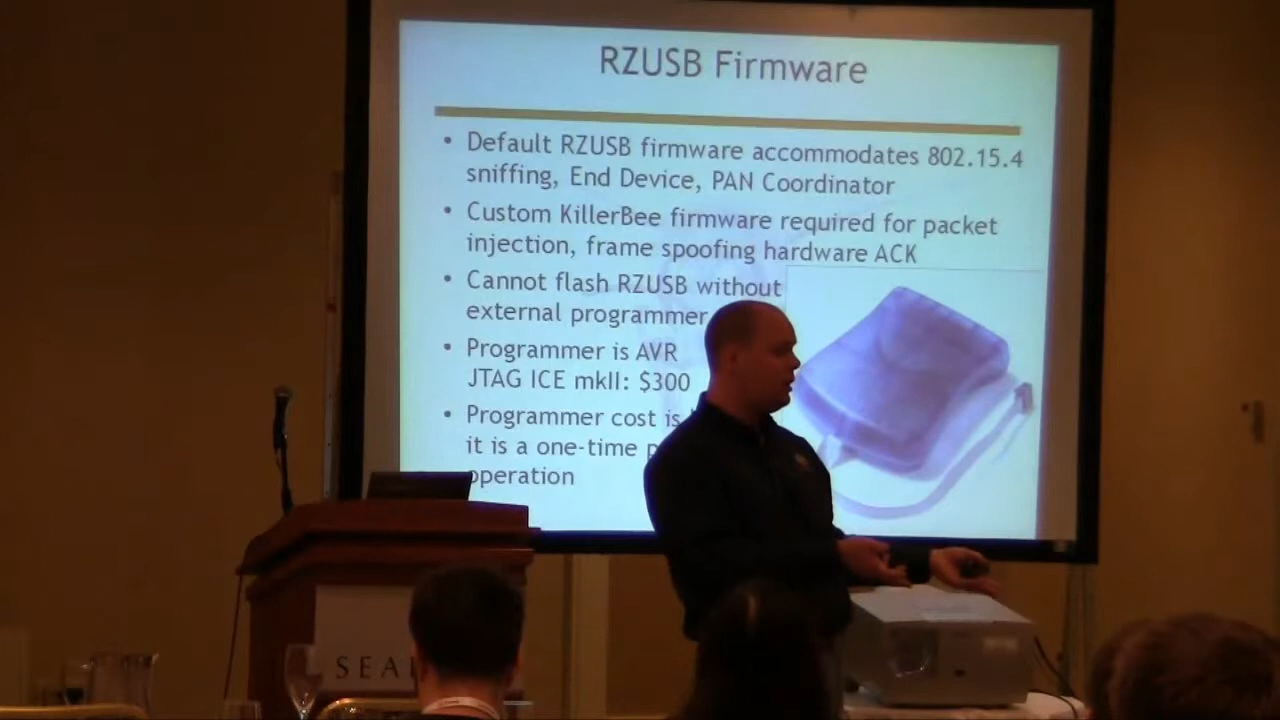 RZUSB Firmware
• Default RZUSB firmware accommodates 802.15.4
sniffing, End Device, PAN Coordinator
• Custom KillerBee firmware required for packet
injection, frame spoofing hardware ACK
• Cannot flash RZUSB without
external programmer
• Programmer is AVR
JTAG ICE mkII: $300
• Programmer cost is
it is a one-time
operation